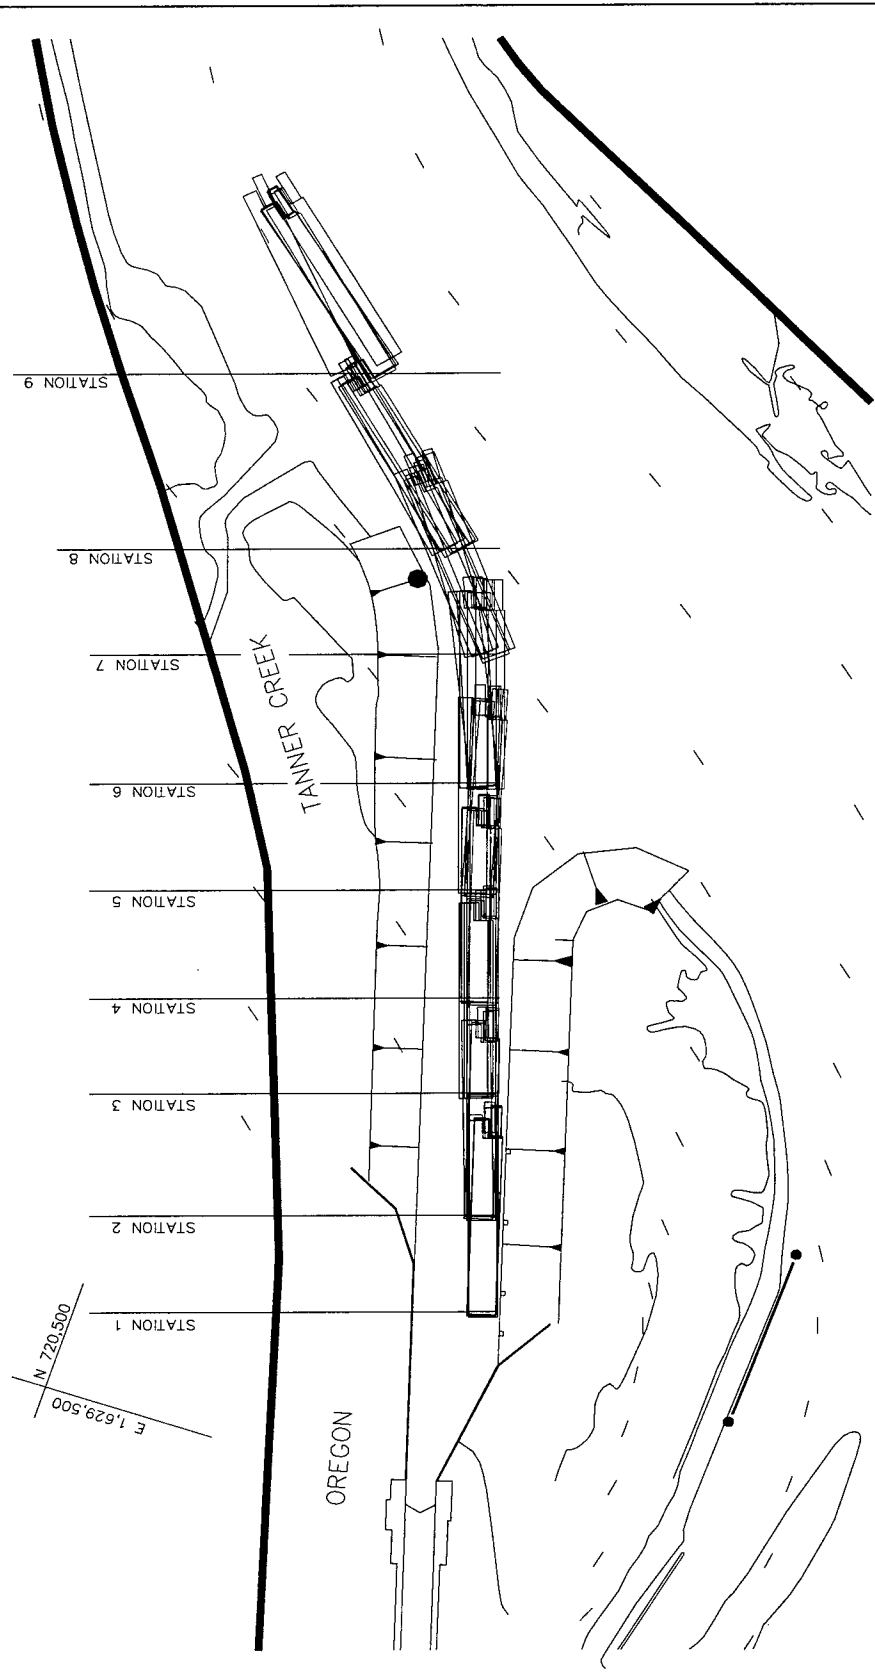 STATION 9
STATION 8
STATION 7
TANNER CREEK
STATION 6
STATION 5
STATION 4
STATION 3
STATION 2
STATION 1
N 720,500
E 1,629,500
OREGON